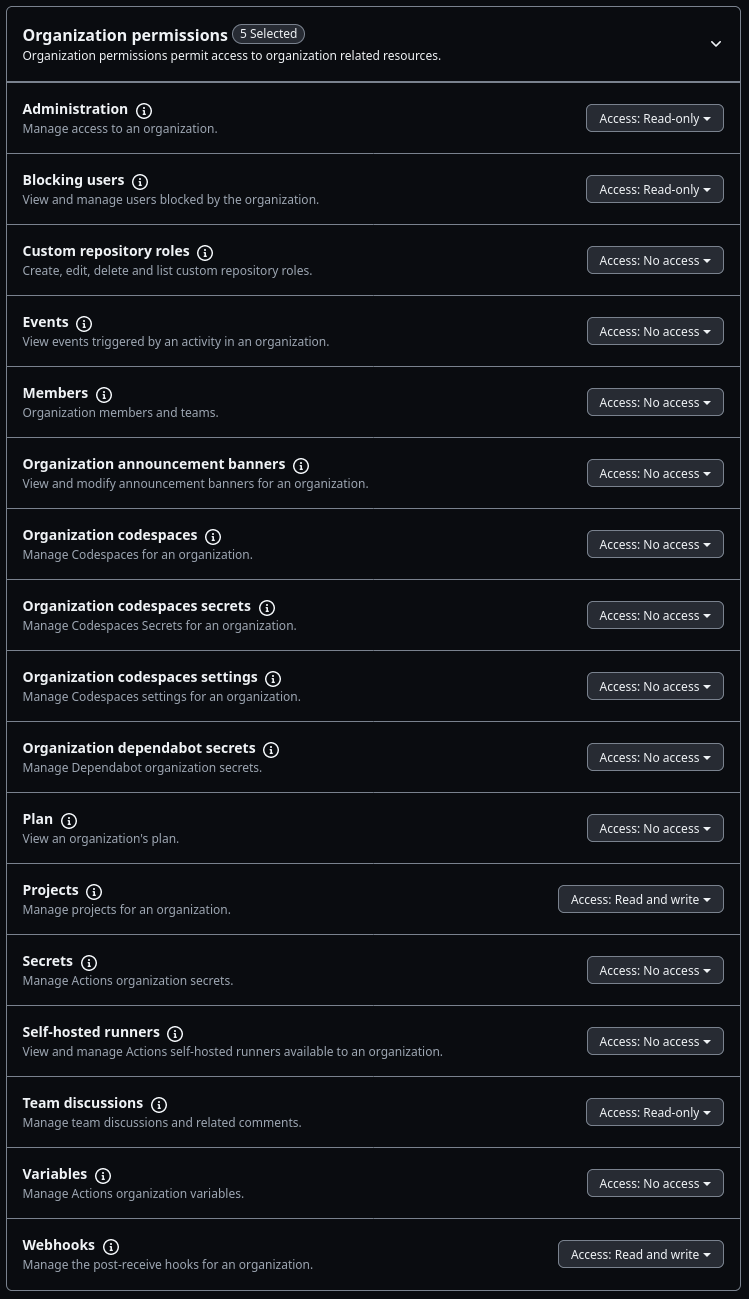 Organization permissions 5 Selected
Organization permissions permit access to organization related resources.
Administration
Manage access to an organization.
Access: Read-only
Blocking users
View and manage users blocked by the organization.
Access: Read-only
Custom repository roles
Create, edit, delete and list custom repository roles.
Access: No access
Events
View events triggered by an activity in an organization.
Access: No access
Members
Organization members and teams.
Access: No access
Organization announcement banners
View and modify announcement banners for an organization.
Access: No access
Organization codespaces
Manage Codespaces for an organization.
Access: No access
Organization codespaces secrets
Manage Codespaces Secrets for an organization.
Access: No access
Organization codespaces settings
Manage Codespaces settings for an organization.
Access: No access
Organization dependabot secrets
Manage Dependabot organization secrets.
Access: No access
Plan
View an organization's plan.
Access: No access
Projects
Manage projects for an organization.
Access: Read and write
Secrets
Manage Actions organization secrets.
Access: No access
Self-hosted runners
View and manage Actions self-hosted runners available to an organization.
Access: No access
Team discussions
Manage team discussions and related comments.
Access: Read-only
Variables
Manage Actions organization variables.
Access: No access
Webhooks
Manage the post-receive hooks for an organization.
Access: Read and write